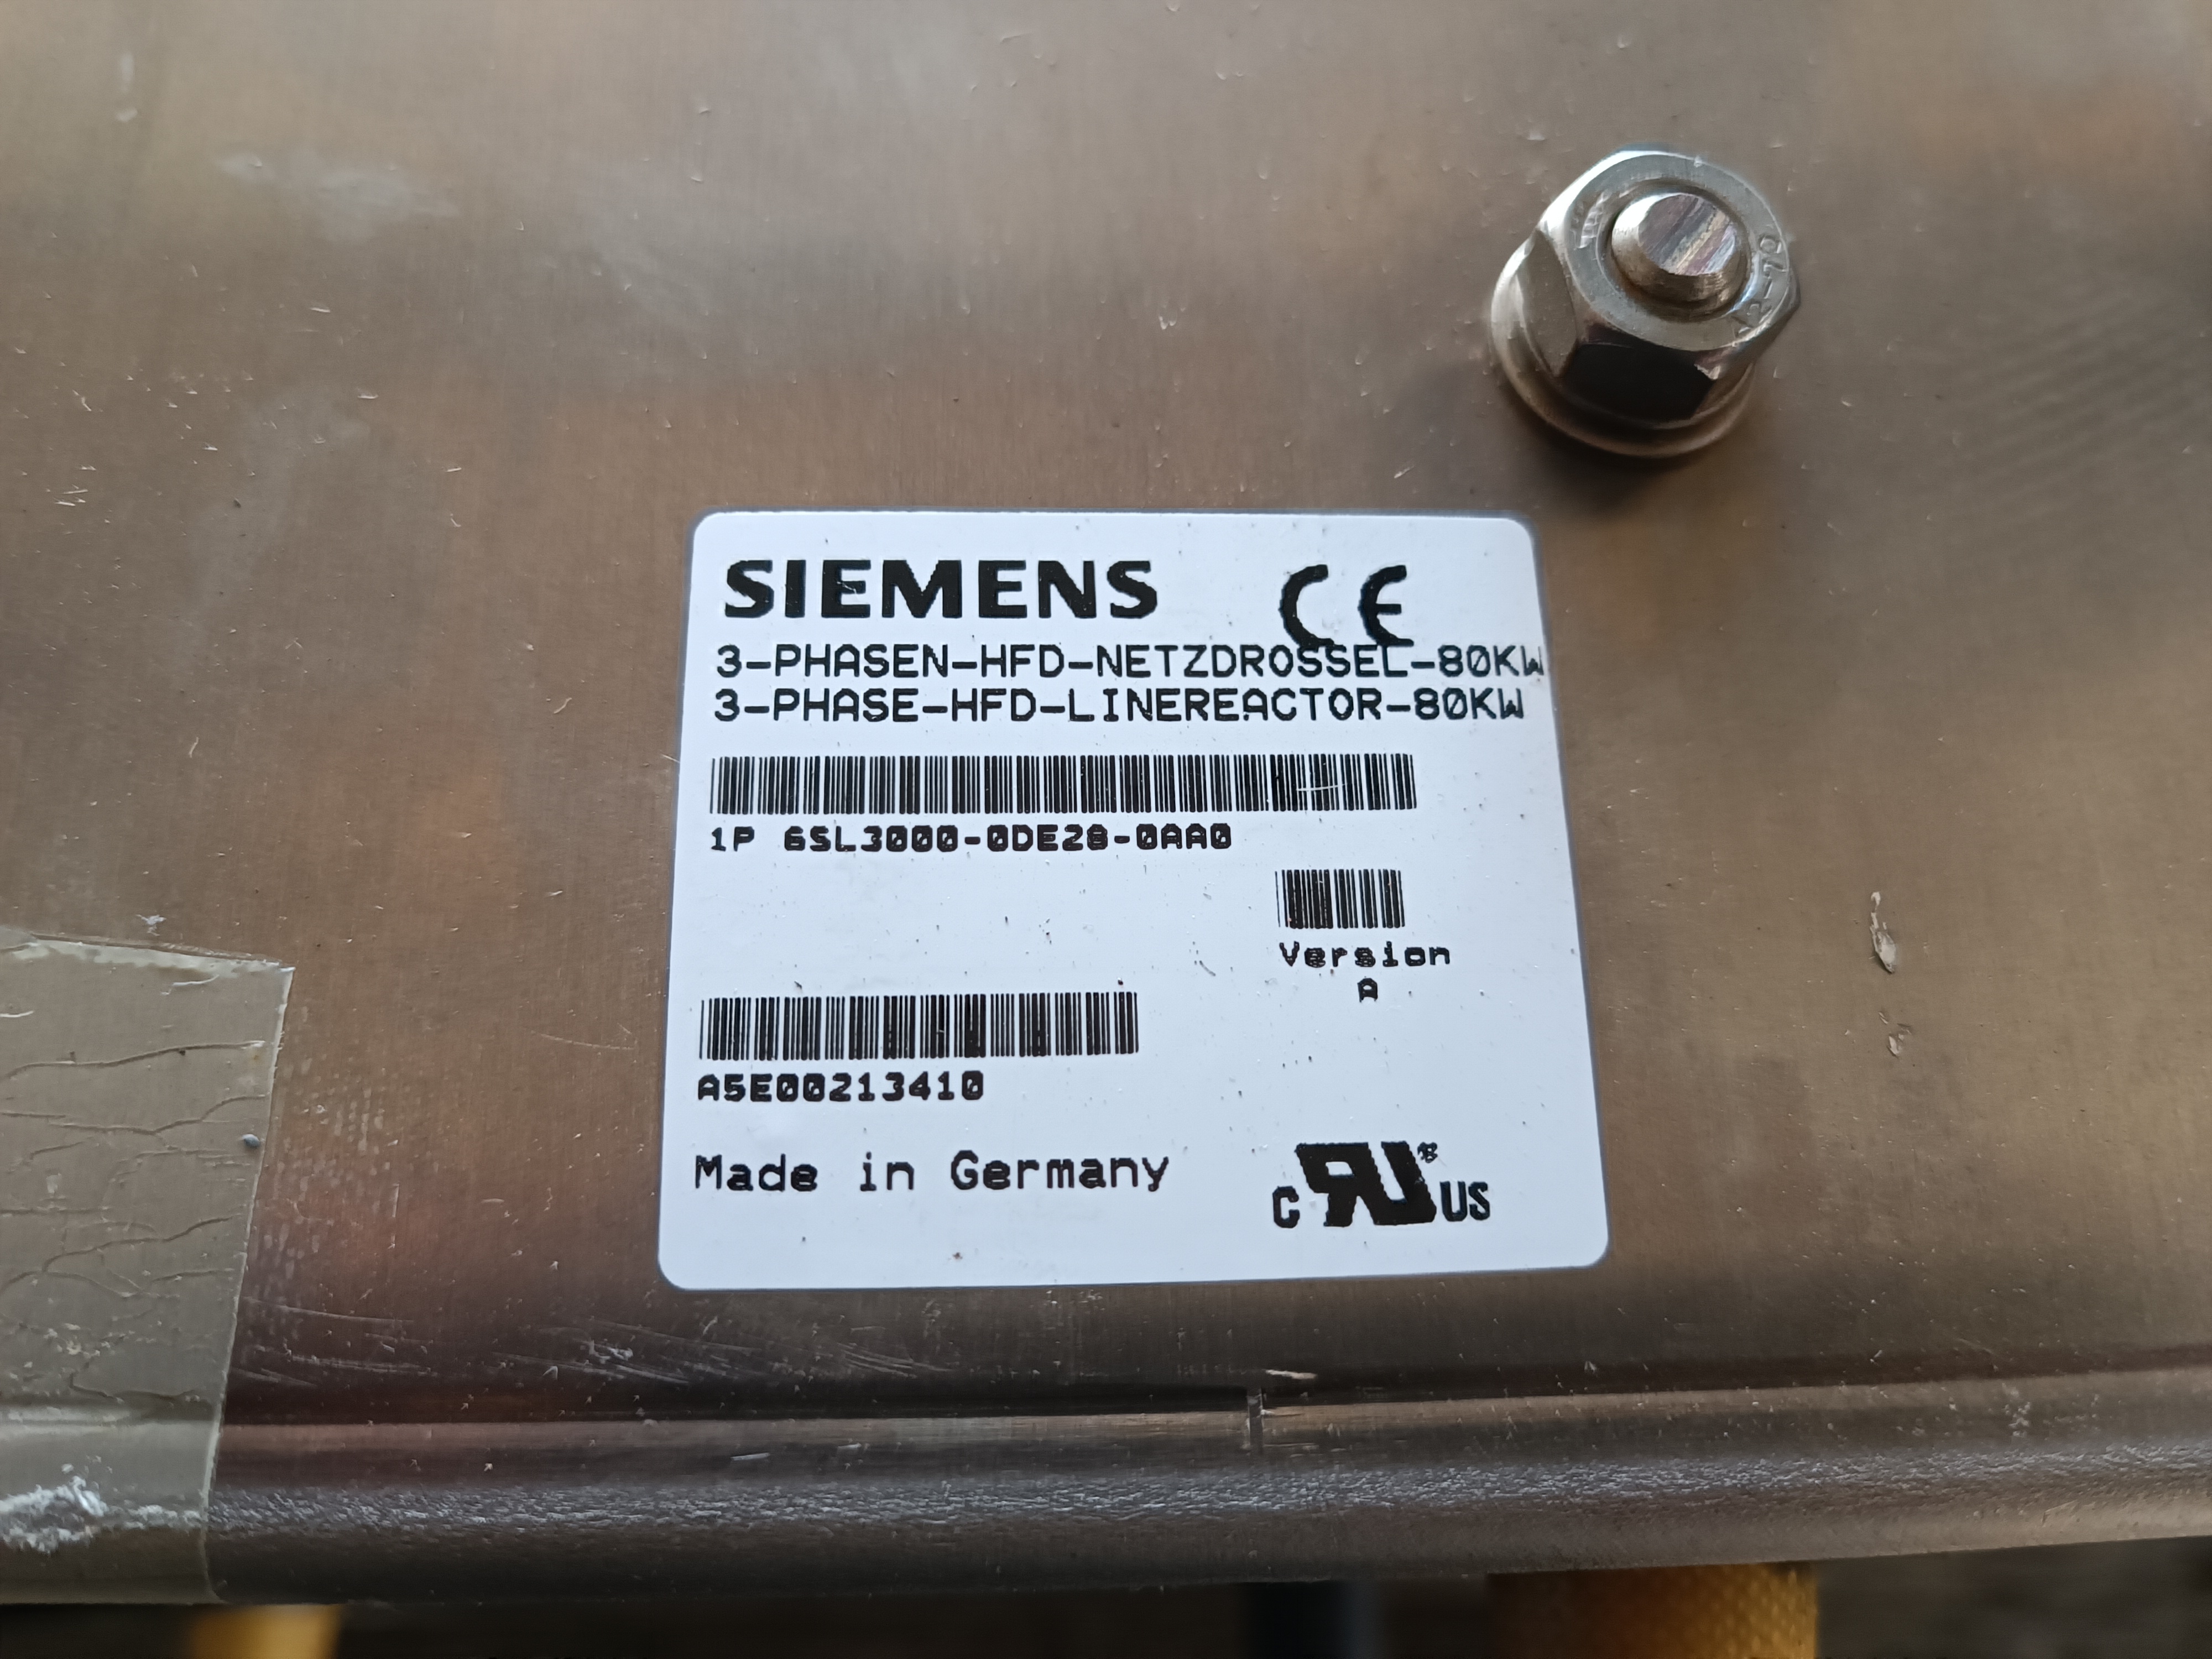 SIEMENS CE
3-PHASEN-HFD-NETZDROSSEL-80KW
3-PHASE-HFD-LINEREACTOR-80KW
1P 6SL3000-0DE28-0AA0
Version
A
A5E00213410
Made in Germany
C RU US